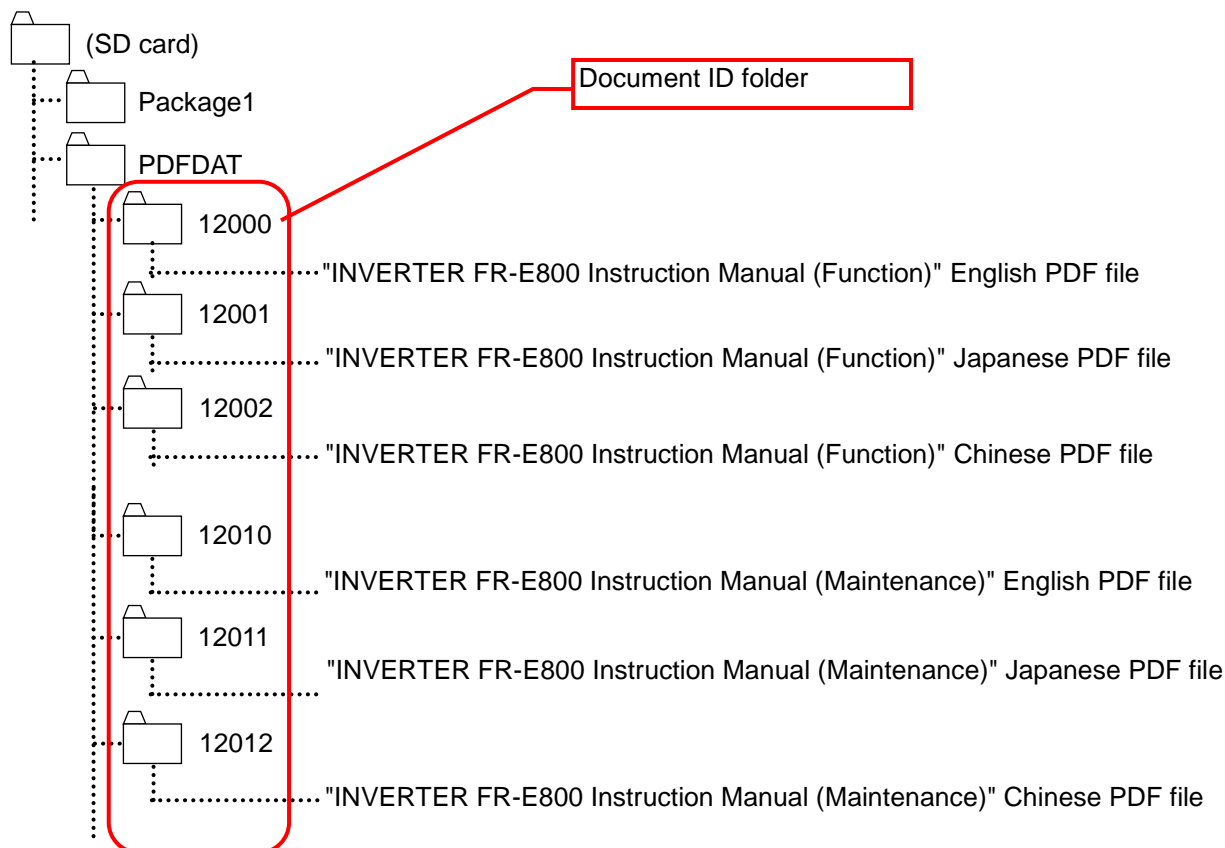 (SD card)
Document ID folder
Package1
PDFDAT
12000
"INVERTER FR-E800 Instruction Manual (Function)" English PDF file
12001
"INVERTER FR-E800 Instruction Manual (Function)" Japanese PDF file
12002
"INVERTER FR-E800 Instruction Manual (Function)" Chinese PDF file
12010
"INVERTER FR-E800 Instruction Manual (Maintenance)" English PDF file
12011
"INVERTER FR-E800 Instruction Manual (Maintenance)" Japanese PDF file
12012
"INVERTER FR-E800 Instruction Manual (Maintenance)" Chinese PDF file